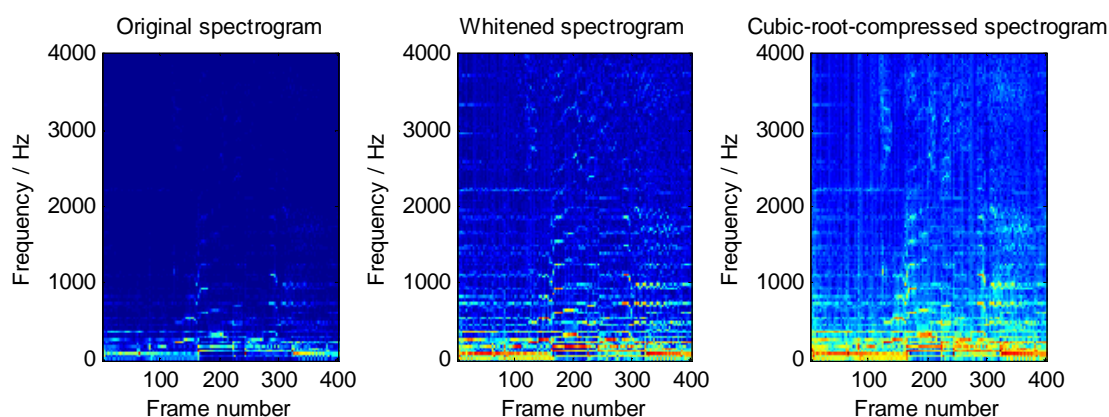 Original spectrogram
Whitened spectrogram
Cubic-root-compressed spectrogram
4000
3000
2000
1000
0
Frequency / Hz
100 200 300 400
Frame number
4000
3000
2000
1000
0
Frequency / Hz
100 200 300 400
Frame number
4000
3000
2000
1000
0
Frequency / Hz
100 200 300 400
Frame number